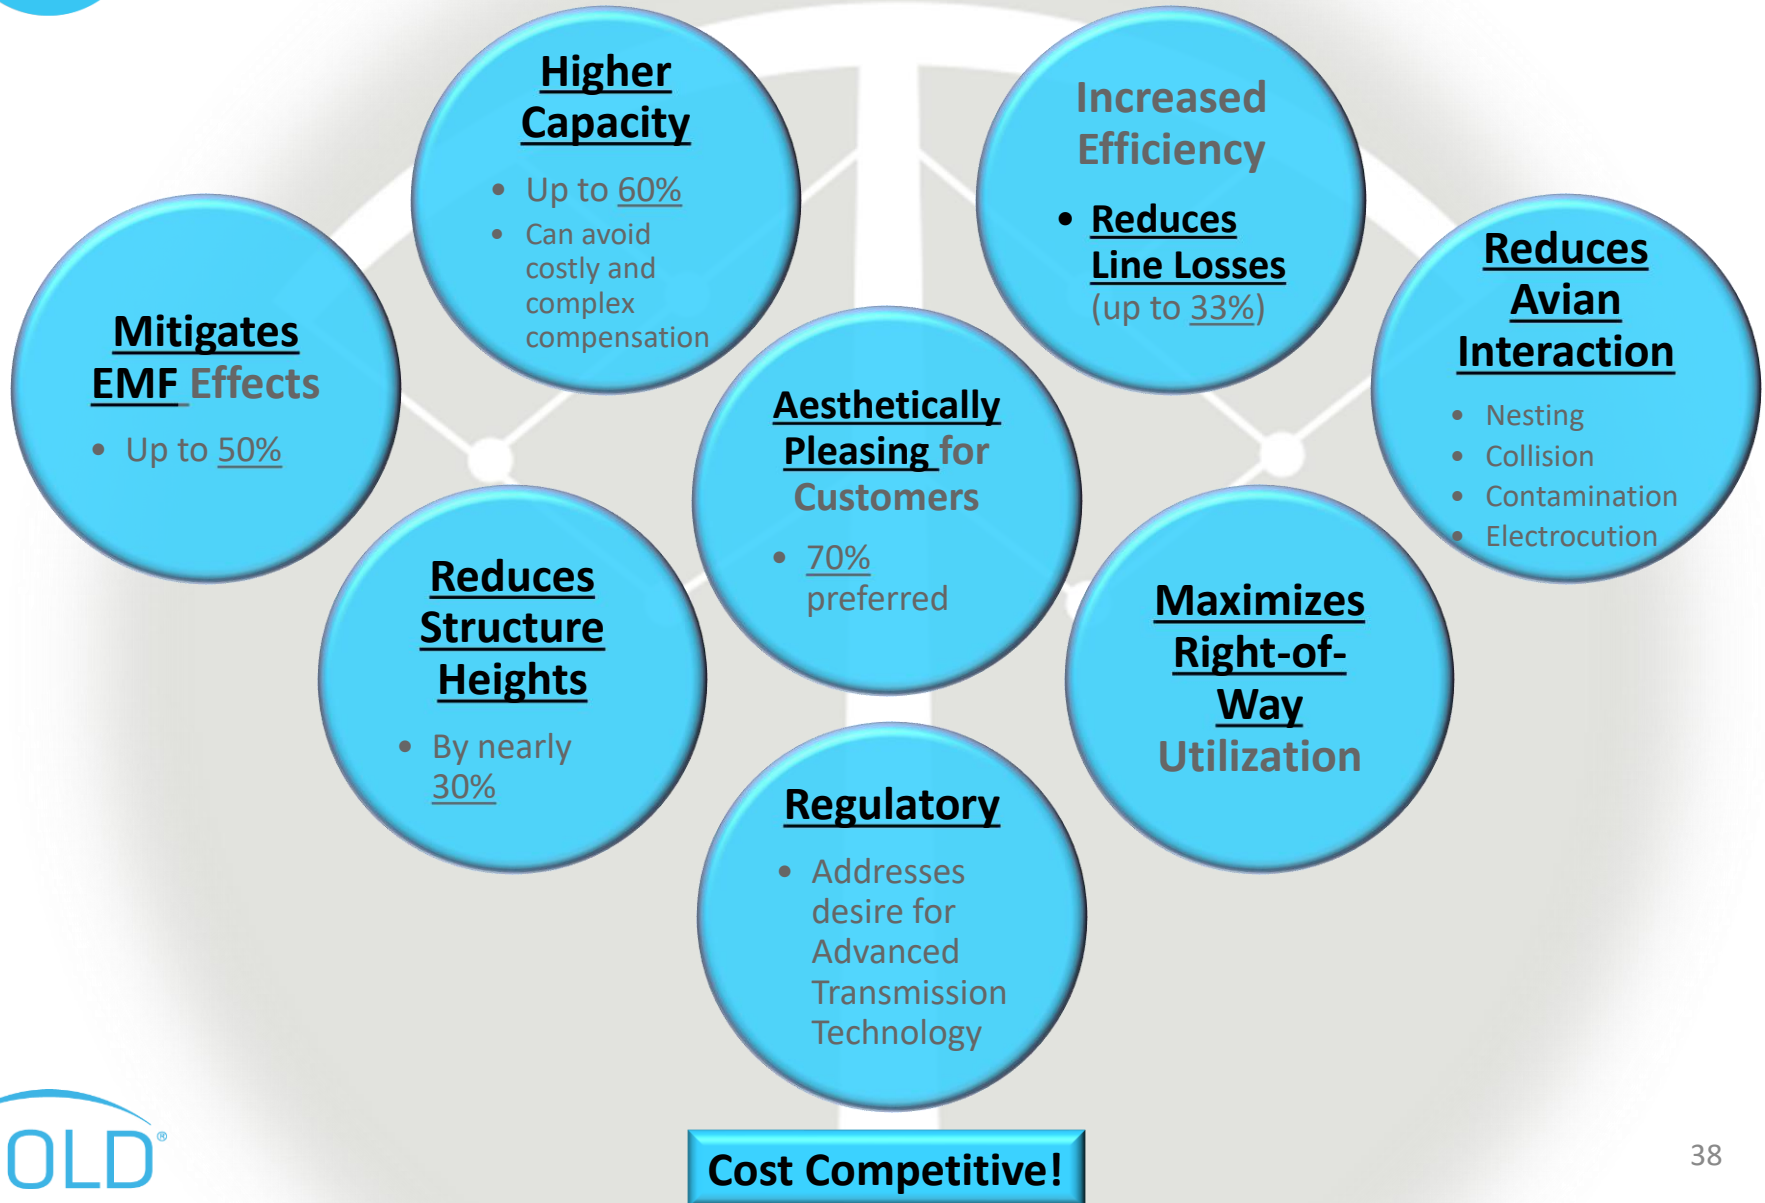 Higher
Capacity
• Up to 60%
• Can avoid
costly and
complex
compensation
Increased
Efficiency
• Reduces
Line Losses
(up to 33%)
Mitigates
EMF Effects
• Up to 50%
Aesthetically
Pleasing for
Customers
• 70%
preferred
Reduces
Avian
Interaction
• Nesting
• Collision
• Contamination
• Electrocution
Reduces
Structure
Heights
• By nearly
30%
Maximizes
Right-of-
Way
Utilization
Regulatory
• Addresses
desire for
Advanced
Transmission
Technology
Cost Competitive!
OLD®
38